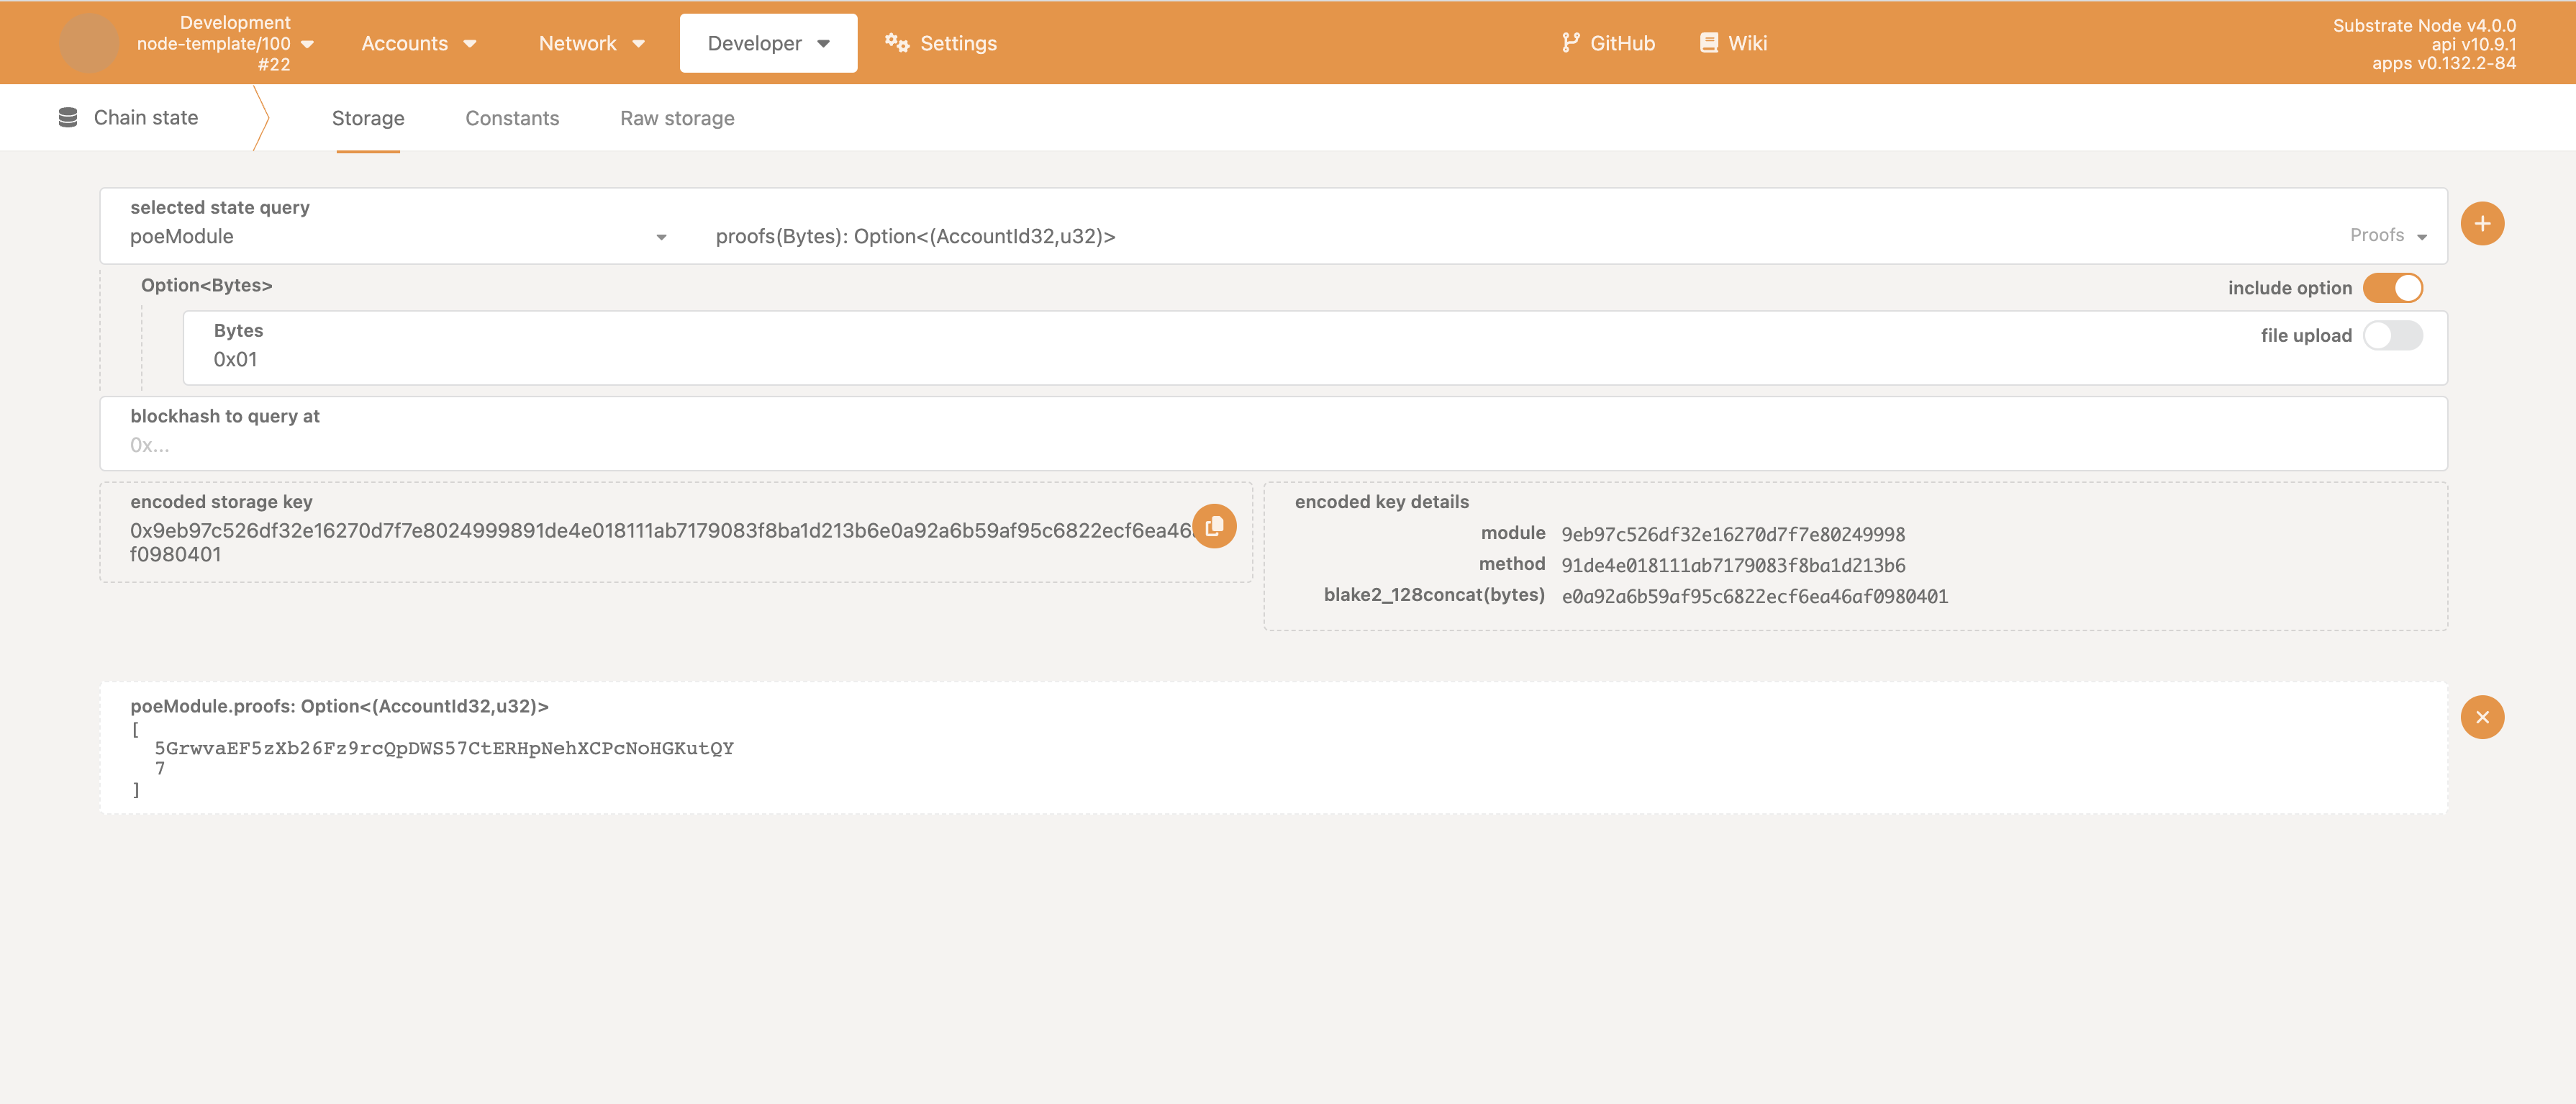 Development
node-template/100
#22
Accounts
Network
Developer
Settings
GitHub
Wiki
Substrate Node v4.0.0
api v10.9.1
apps v0.132.2-84
Chain state
Storage
Constants
Raw storage
selected state query
poeModule
proofs(Bytes): Option<(AccountId32,u32)>
Proofs
Option<Bytes>
include option
Bytes
0x01
file upload
blockhash to query at
0x...
encoded storage key
0x9eb97c526df32e16270d7f7e8024999891de4e018111ab7179083f8ba1d213b6e0a92a6b59af95c6822ecf6ea46
f0980401
encoded key details
module 9eb97c526df32e16270d7f7e80249998
method 91de4e018111ab7179083f8ba1d213b6
blake2_128concat(bytes) e0a92a6b59af95c6822ecf6ea46af0980401
poeModule.proofs: Option<(AccountId32,u32)>
[
5GrwvaEF5zXb26Fz9rcQpDWS57CtERHpNehXCPcNoHGKutQY
7
]